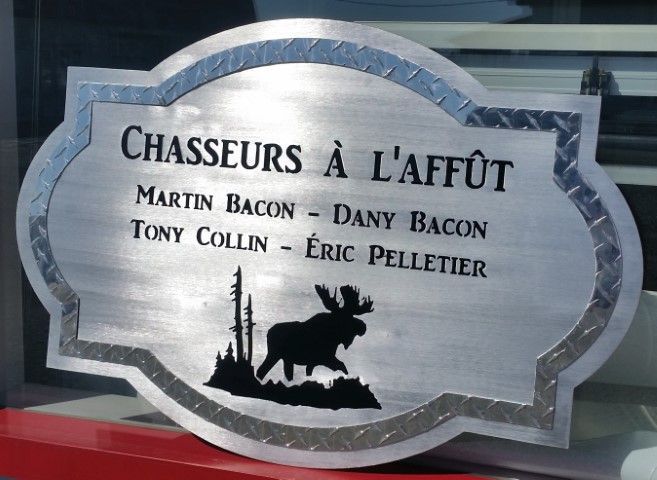 CHASSEURS À L'AFFÛT
MARTIN BACON - DANY BACON
TONY COLLIN - ÉRIC PELLETIER